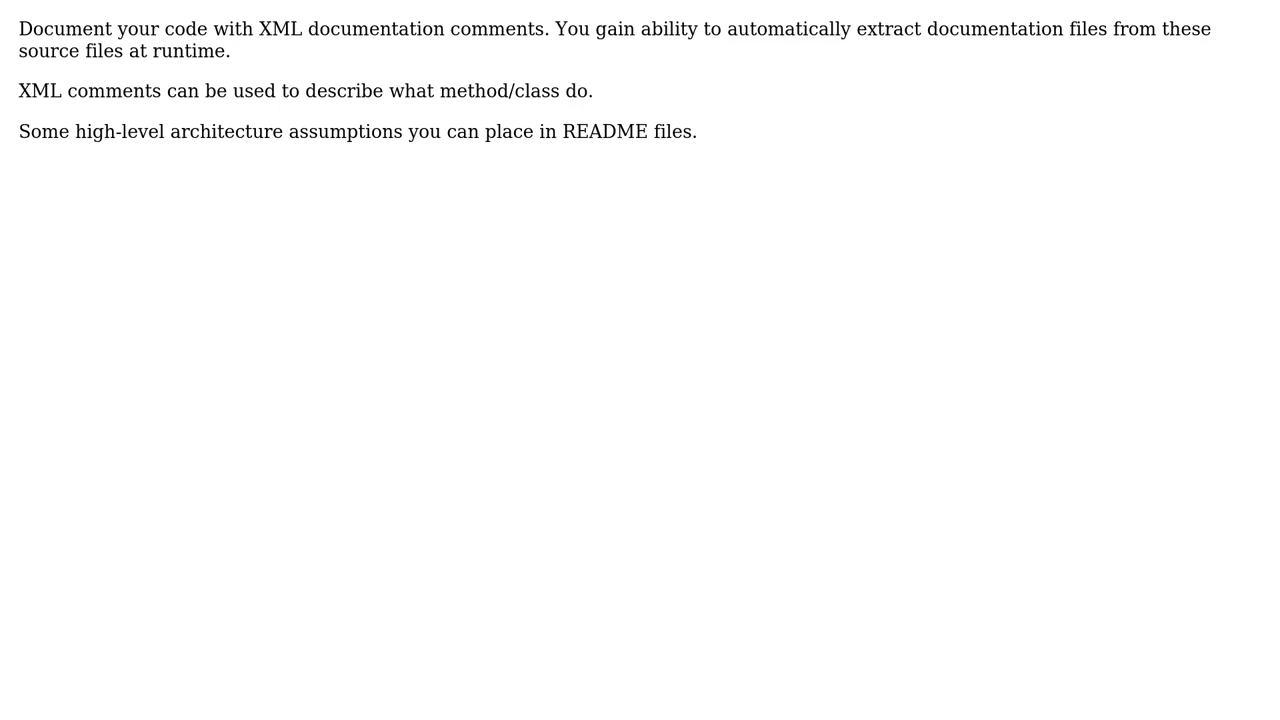 Document your code with XML documentation comments. You gain ability to automatically extract documentation files from these
source files at runtime.
XML comments can be used to describe what method/class do.
Some high-level architecture assumptions you can place in README files.